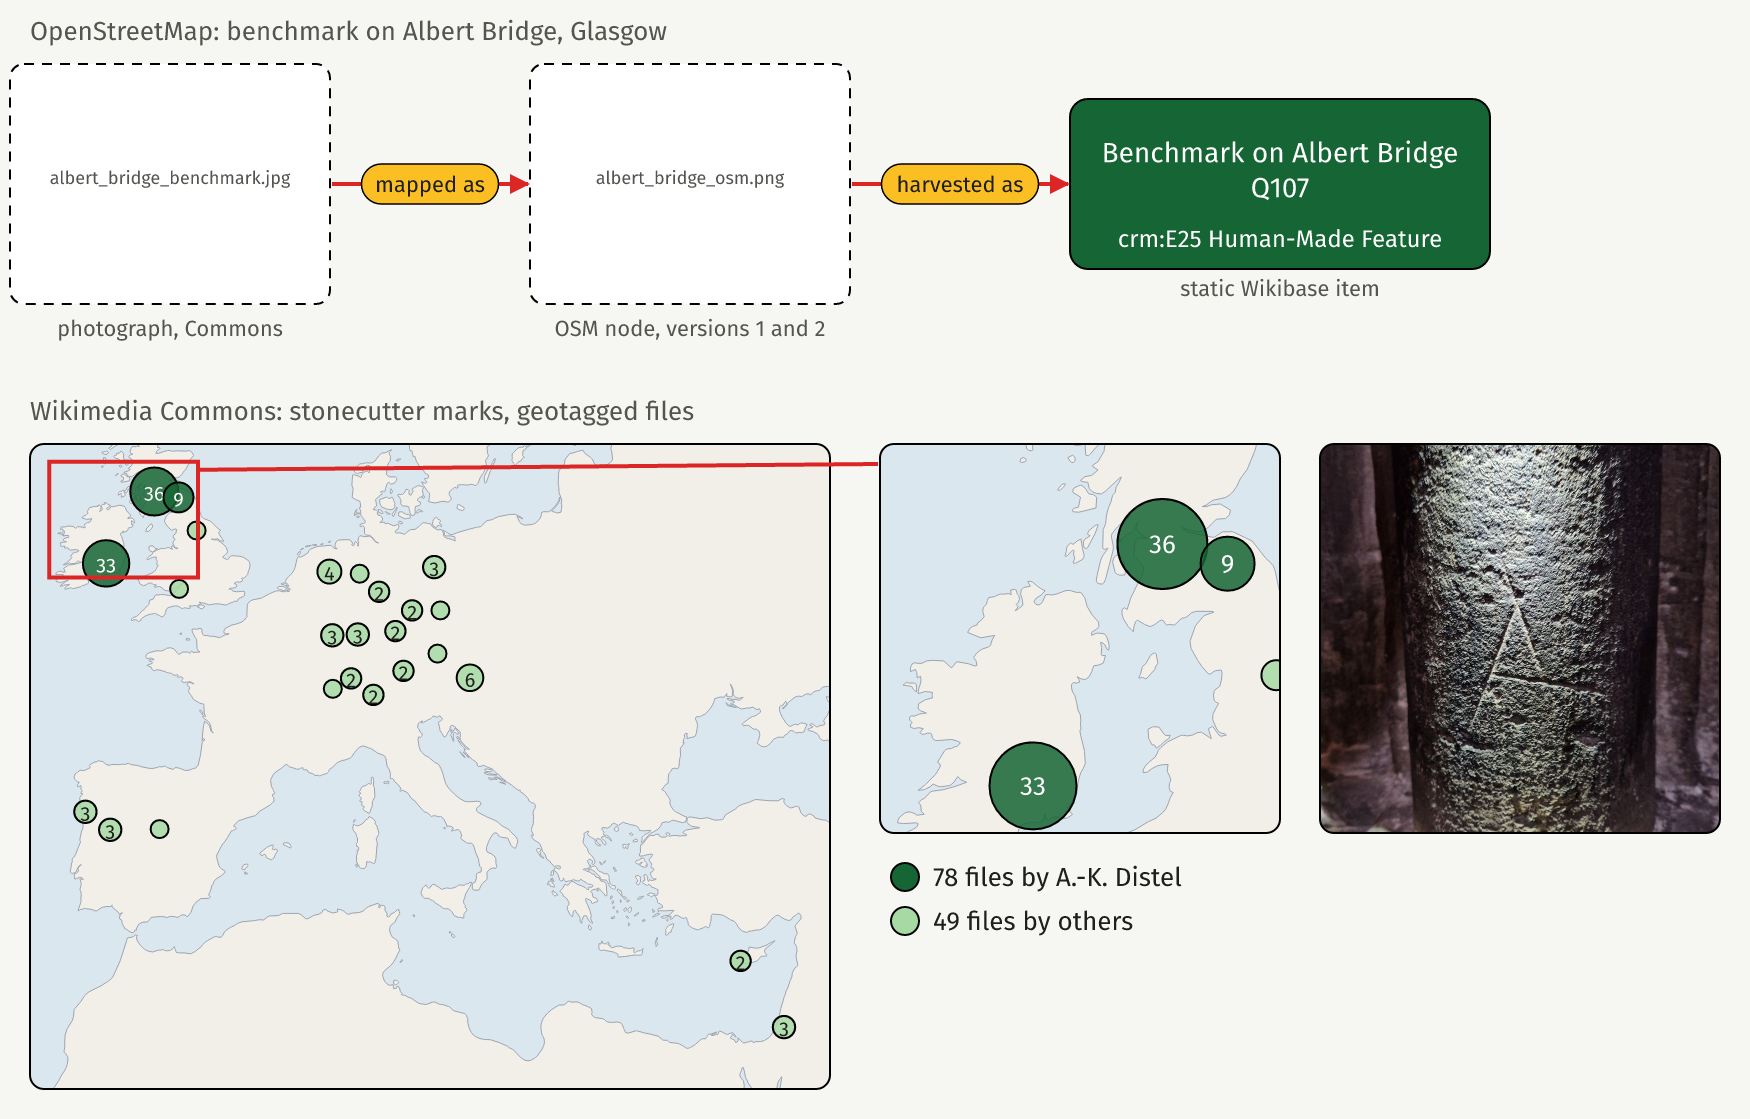 OpenStreetMap: benchmark on Albert Bridge, Glasgow
albert_bridge_benchmark.jpg
mapped as
albert_bridge_osm.png
harvested as
Benchmark on Albert Bridge
Q107
crm:E25 Human-Made Feature
photograph, Commons
OSM node, versions 1 and 2
static Wikibase item
Wikimedia Commons: stonecutter marks, geotagged files
36
9
33
4
3
2
2
3
3
2
2
2
2
6
3
3
2
3
36
9
33
78 files by A.-K. Distel
49 files by others